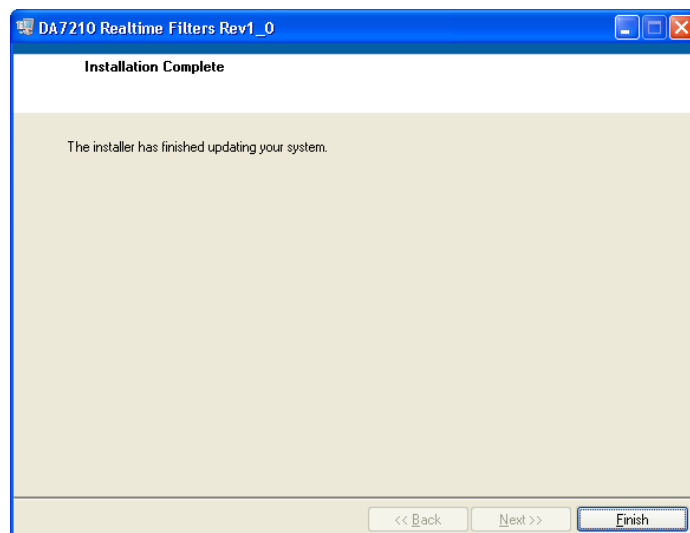 DA7210 Realtime Filters Rev1_0
Installation Complete
The installer has finished updating your system.
<< Back Next >> Finish